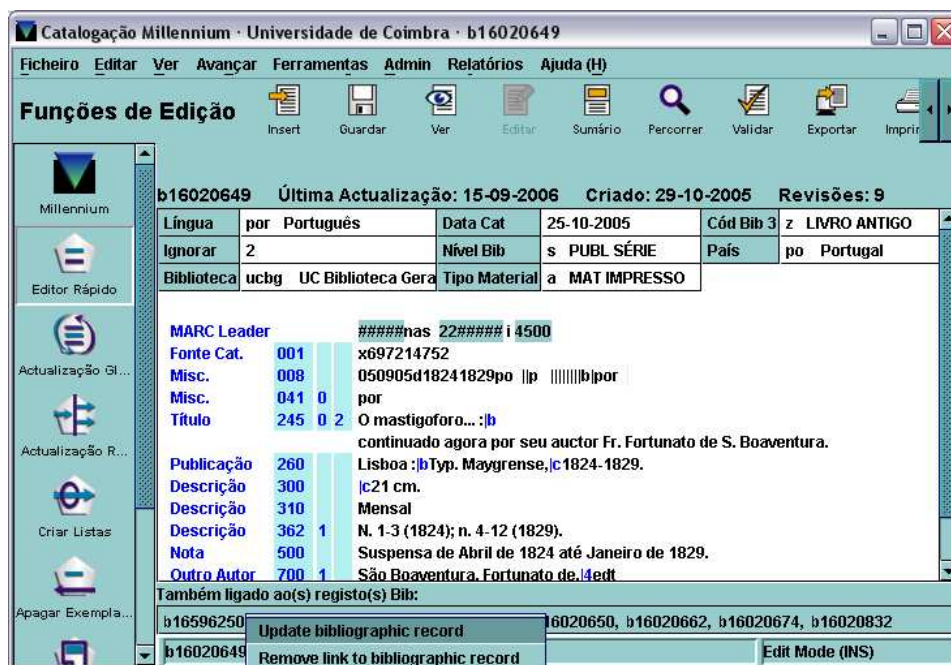 Catalogação Millennium · Universidade de Coimbra · b16020649
Ficheiro Editar Ver Avançar Ferramentas Admin Relatórios Ajuda (H)
Funções de Edição
Insert Guardar Ver Editar Sumário Percorrer Validar Exportar Imprir
Millennium
Editor Rápido
Actualização Gl...
Actualização R...
Criar Listas
Apagar Exempla...
b16020649 Última Actualização: 15-09-2006 Criado: 29-10-2005 Revisões: 9
Língua por Português Data Cat 25-10-2005 Cód Bib 3 z LIVRO ANTIGO
Ignorar 2 Nível Bib s PUBL SÉRIE País po Portugal
Biblioteca ucbg UC Biblioteca Gera Tipo Material a MAT IMPRESSO
MARC Leader #####nas 22##### i 4500
Fonte Cat. 001 x697214752
Misc. 008 050905d18241829po ||p |||||||||b|por
Misc. 041 0 por
Título 245 0 2 O mastigoforo... :|b
continuado agora por seu auctor Fr. Fortunato de S. Boaventura.
Publicação 260 Lisboa :|bTyp. Maygrense,|c1824-1829.
Descrição 300 |c21 cm.
Descrição 310 Mensal
Descrição 362 1 N. 1-3 (1824); n. 4-12 (1829).
Nota 500 Suspensa de Abril de 1824 até Janeiro de 1829.
Outro Autor 700 1 São Boaventura, Fortunato de,|4edt
Também ligado ao(s) registo(s) Bib:
b16596250 16020650, b16020662, b16020674, b16020832
Update bibliographic record
b16020649 Edit Mode (INS)
Remove link to bibliographic record